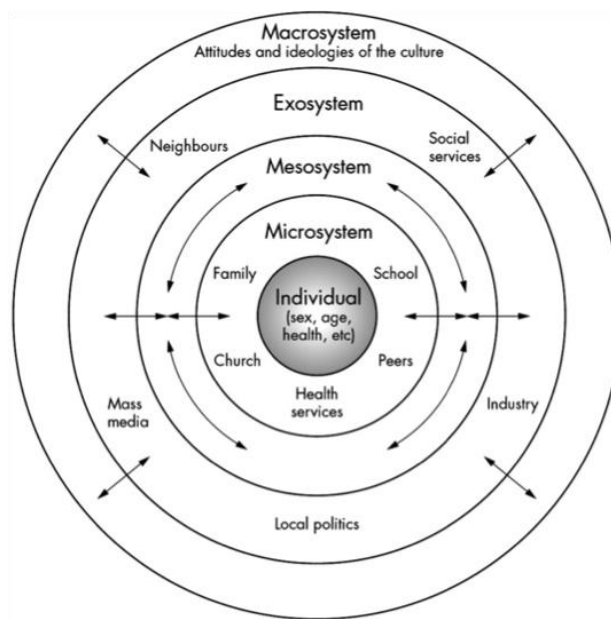 Macrosystem
Attitudes and ideologies of the culture
Exosystem
Neighbours
Social
services
Mesosystem
Microsystem
Family
School
Individual
(sex, age,
health, etc)
Church
Peers
Health
services
Mass
media
Industry
Local politics